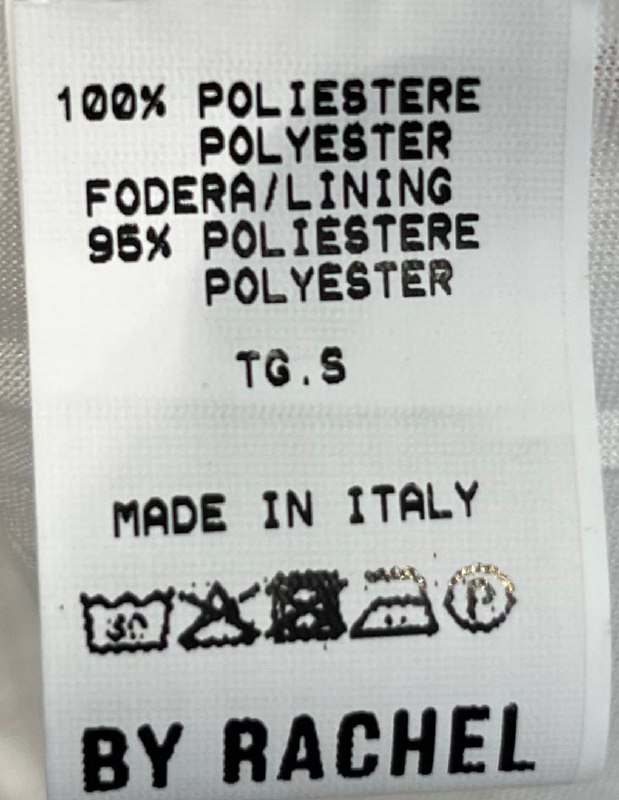 100% POLIESTERE
POLYESTER
FODERA/LINING
95% POLIESTERE
POLYESTER
TG.S
MADE IN ITALY
30
P
BY RACHEL